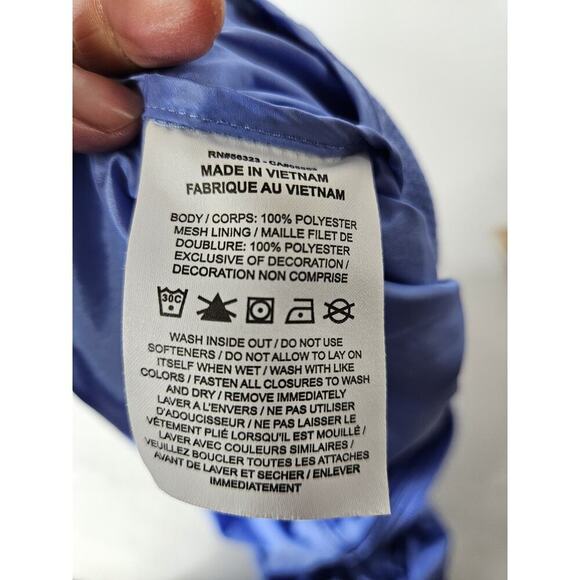 RN#56323 -
MADE IN VIETNAM
FABRIQUE AU VIETNAM
BODY / CORPS: 100% POLYESTER
MESH LINING / MAILLE FILET DE
DOUBLURE: 100% POLYESTER
EXCLUSIVE OF DECORATION /
DECORATION NON COMPRISE
30C
WASH INSIDE OUT / DO NOT USE
SOFTENERS / DO NOT ALLOW TO LAY ON
ITSELF WHEN WET / WASH WITH LIKE
COLORS / FASTEN ALL CLOSURES TO WASH
AND DRY / REMOVE IMMEDIATELY
LAVER A L'ENVERS / NE PAS UTILISER
D'ADOUCISSEUR / NE PAS LAISSER LE
VÊTEMENT PLIÉ LORSQU'IL EST MOUILLÉ /
LAVER AVEC COULEURS SIMILAIRES /
VEUILLEZ BOUCLER TOUTES LES ATTACHES
AVANT DE LAVER ET SECHER / ENLEVER
IMMEDIATEMENT